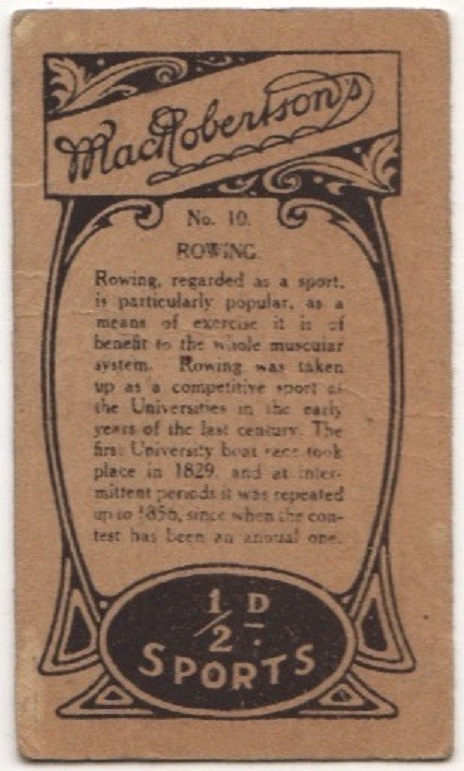 MacRobertson's
No. 10.
ROWING.
Rowing, regarded as a sport,
is particularly popular, as a
means of exercise it is of
benefit to the whole muscular
system. Rowing was taken
up as a competitive sport at
the Universities in the early
years of the last century. The
first University boat race took
place in 1829, and at inter-
mittent periods it was repeated
up to 1856, since when the con-
test has been an annual one.
1/2 D.
SPORTS